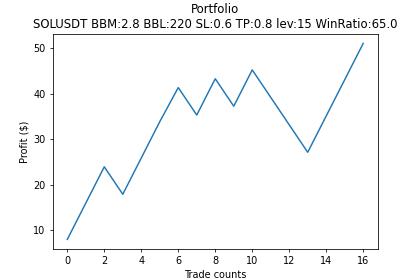 Portfolio
SOLUSDT BBM:2.8 BBL:220 SL:0.6 TP:0.8 lev:15 WinRatio:65.0
50
40
30
20
10
Profit ($)
0 2 4 6 8 10 12 14 16
Trade counts